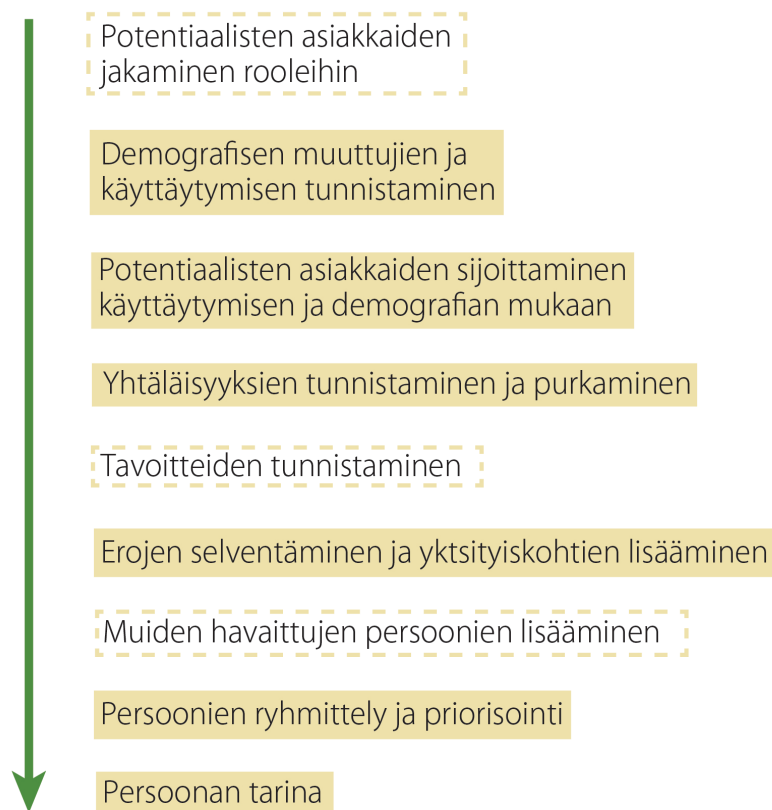 Potentiaalisten asiakkaiden
jakaminen rooleihin
Demografisen muuttujien ja
käyttäytymisen tunnistaminen
Potentiaalisten asiakkaiden sijoittaminen
käyttäytymisen ja demografian mukaan
Yhtäläisyyksien tunnistaminen ja purkaminen
Tavoitteiden tunnistaminen
Erojen selventäminen ja yktsityiskohtien lisääminen
Muiden havaittujen persoonien lisääminen
Persoonien ryhmittely ja priorisointi
Persoonan tarina